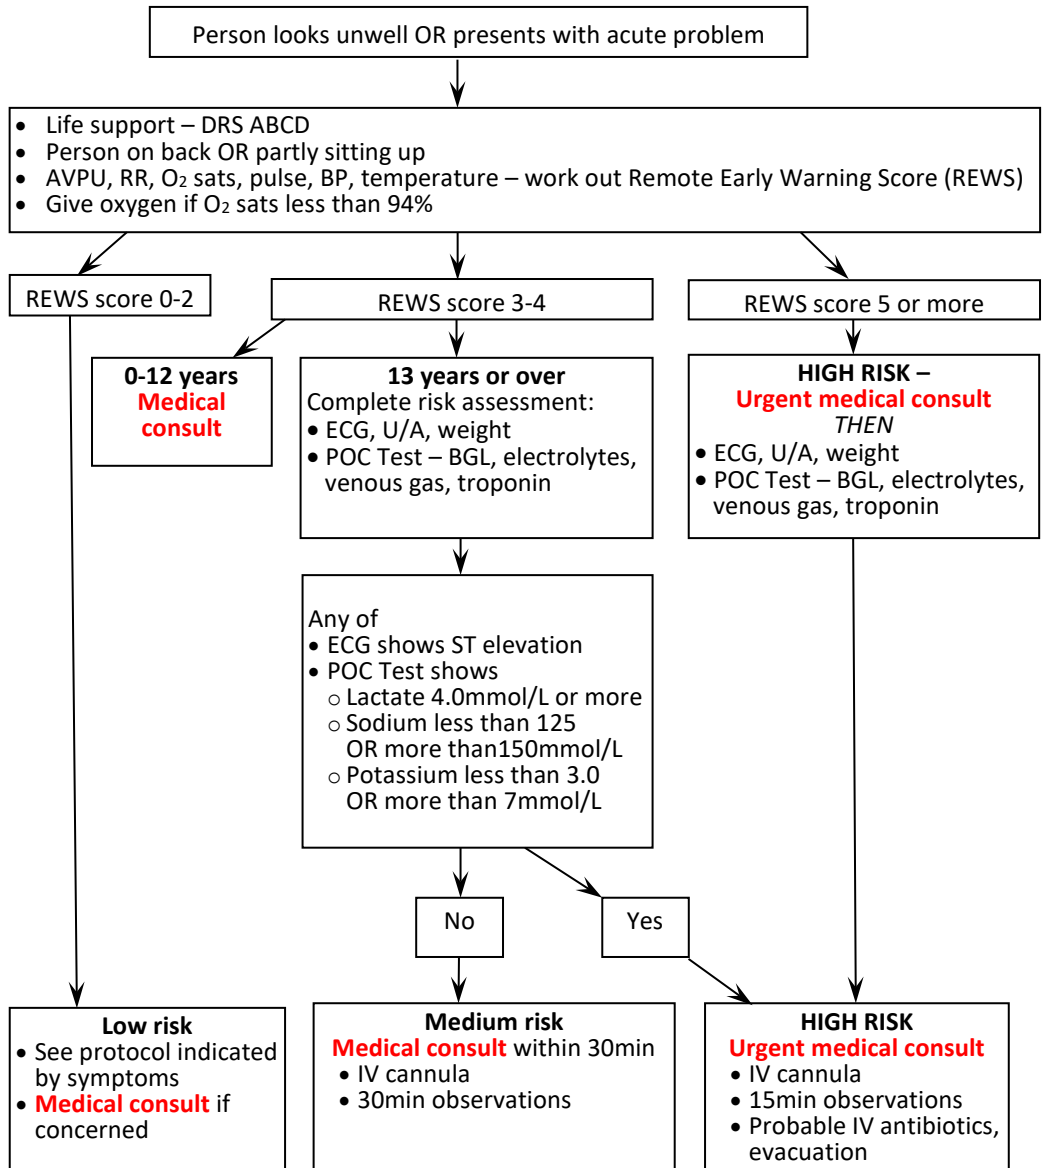 Person looks unwell OR presents with acute problem
• Life support – DRS ABCD
• Person on back OR partly sitting up
• AVPU, RR, O₂ sats, pulse, BP, temperature – work out Remote Early Warning Score (REWS)
• Give oxygen if O₂ sats less than 94%
REWS score 0-2
REWS score 3-4
REWS score 5 or more
0-12 years
Medical
consult
13 years or over
Complete risk assessment:
• ECG, U/A, weight
• POC Test – BGL, electrolytes,
venous gas, troponin
HIGH RISK –
Urgent medical consult
THEN
• ECG, U/A, weight
• POC Test – BGL, electrolytes,
venous gas, troponin
Any of
• ECG shows ST elevation
• POC Test shows
o Lactate 4.0mmol/L or more
o Sodium less than 125
OR more than150mmol/L
o Potassium less than 3.0
OR more than 7mmol/L
No
Yes
Low risk
• See protocol indicated
by symptoms
• Medical consult if
concerned
Medium risk
Medical consult within 30min
• IV cannula
• 30min observations
HIGH RISK
Urgent medical consult
• IV cannula
• 15min observations
• Probable IV antibiotics,
evacuation